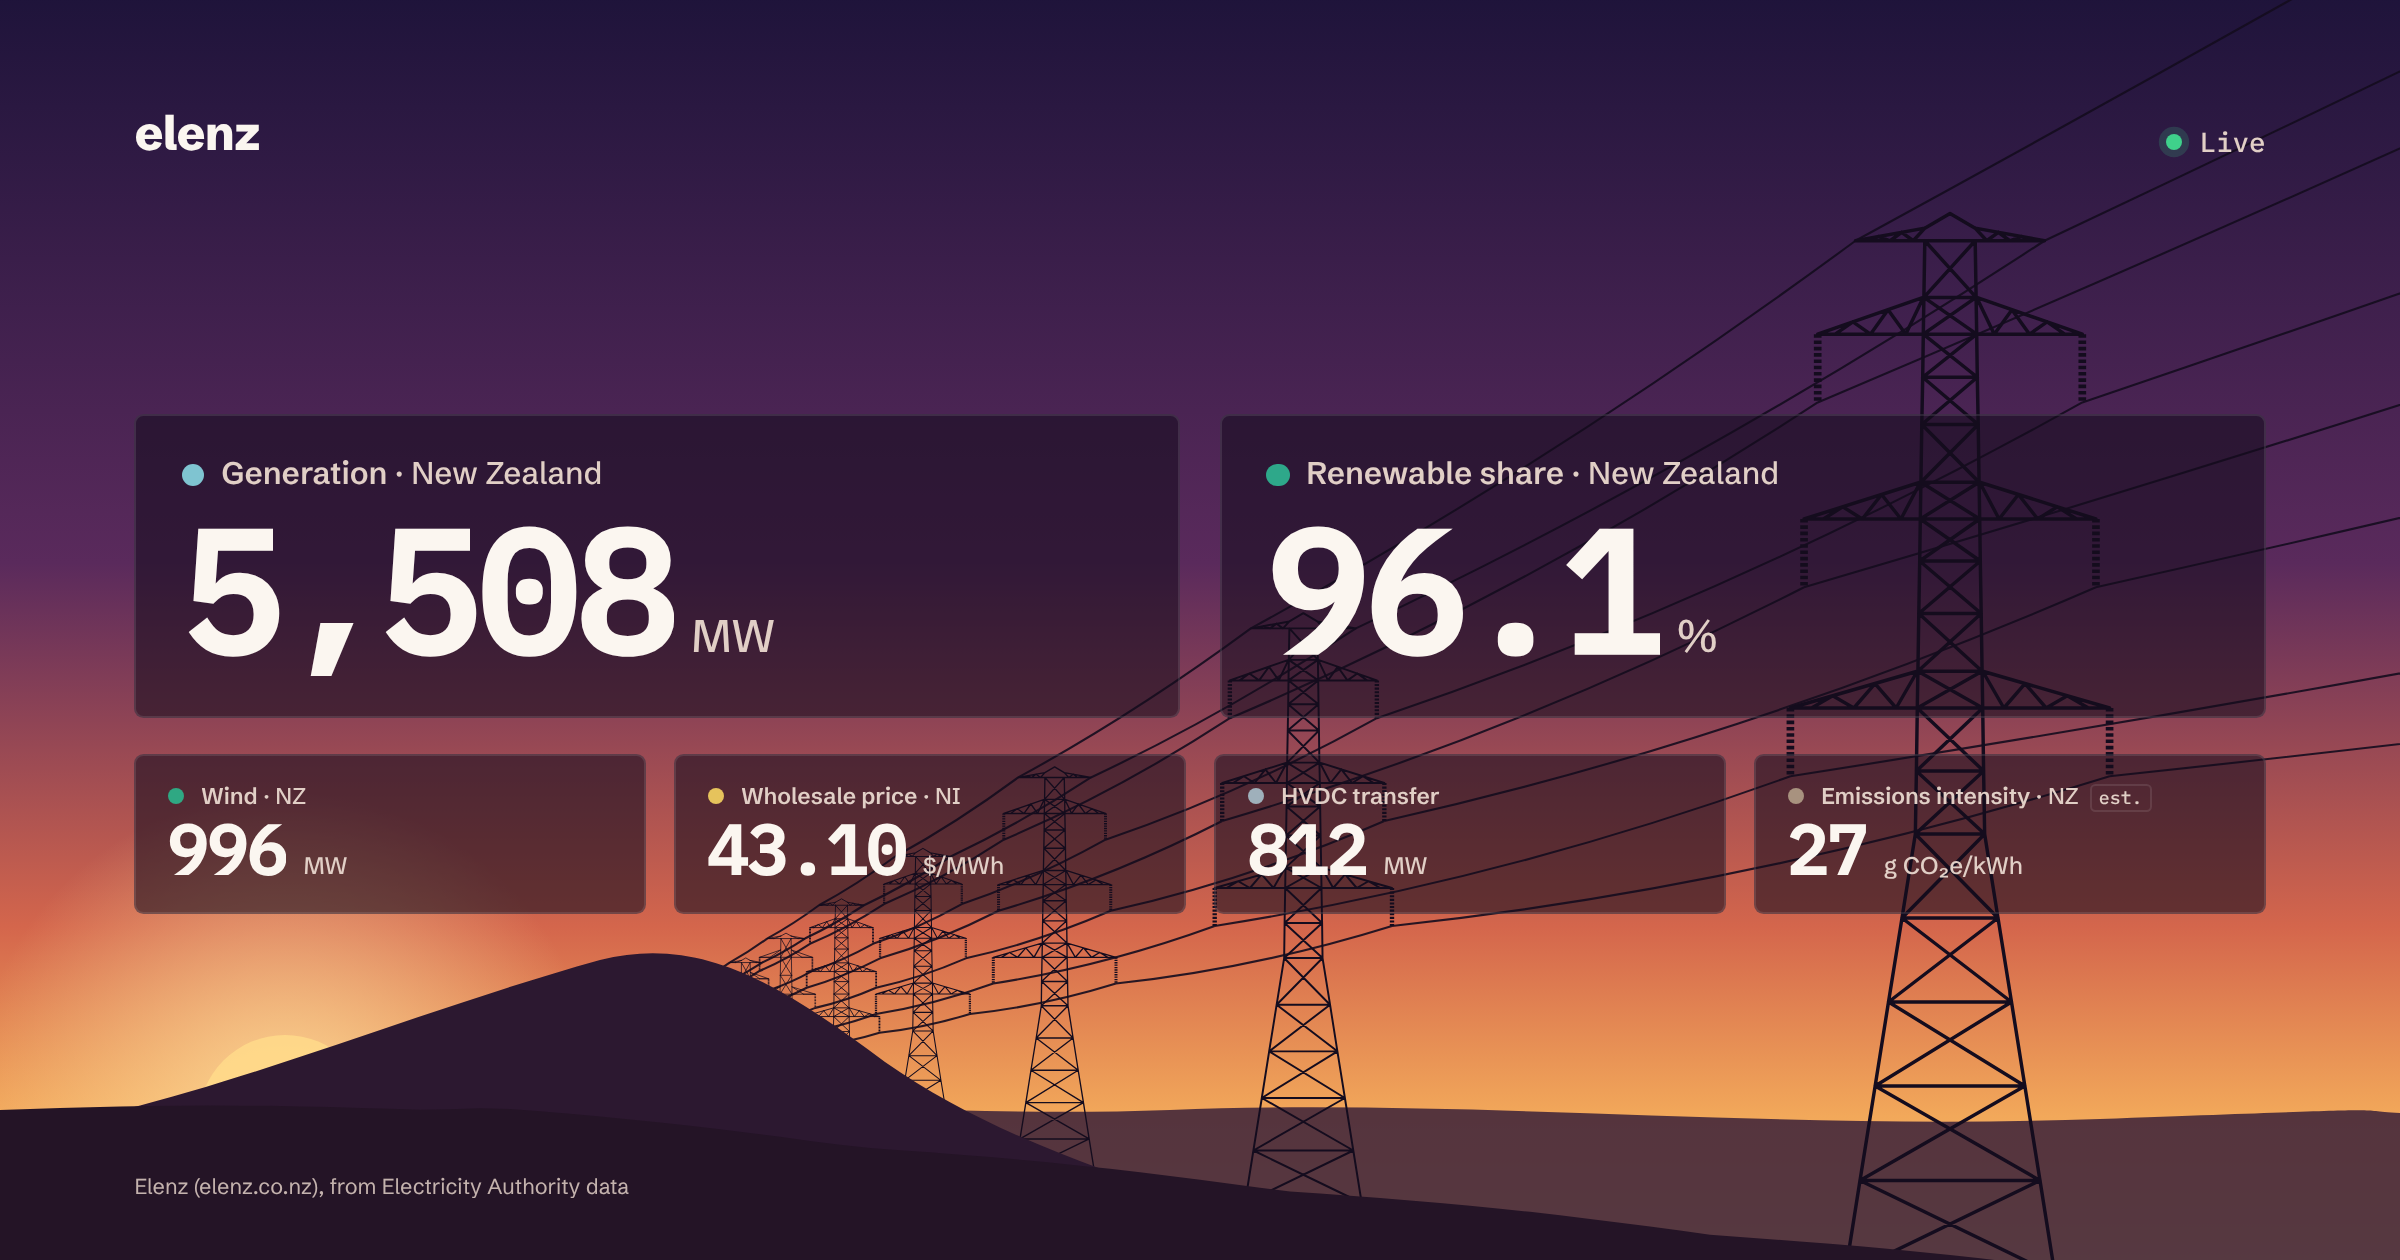 elenz
Live
Generation · New Zealand
5,508 MW
Renewable share · New Zealand
96.1 %
Wind · NZ
996 MW
Wholesale price · NI
43.10 $/MWh
HVDC transfer
812 MW
Emissions intensity · NZ est.
27 g CO₂e/kWh
Elenz (elenz.co.nz), from Electricity Authority data